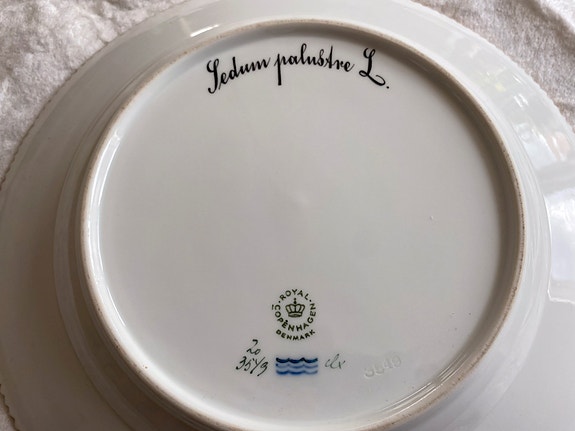 Sedum palustre L.
ROYAL
COPENHAGEN
DENMARK
20
3549